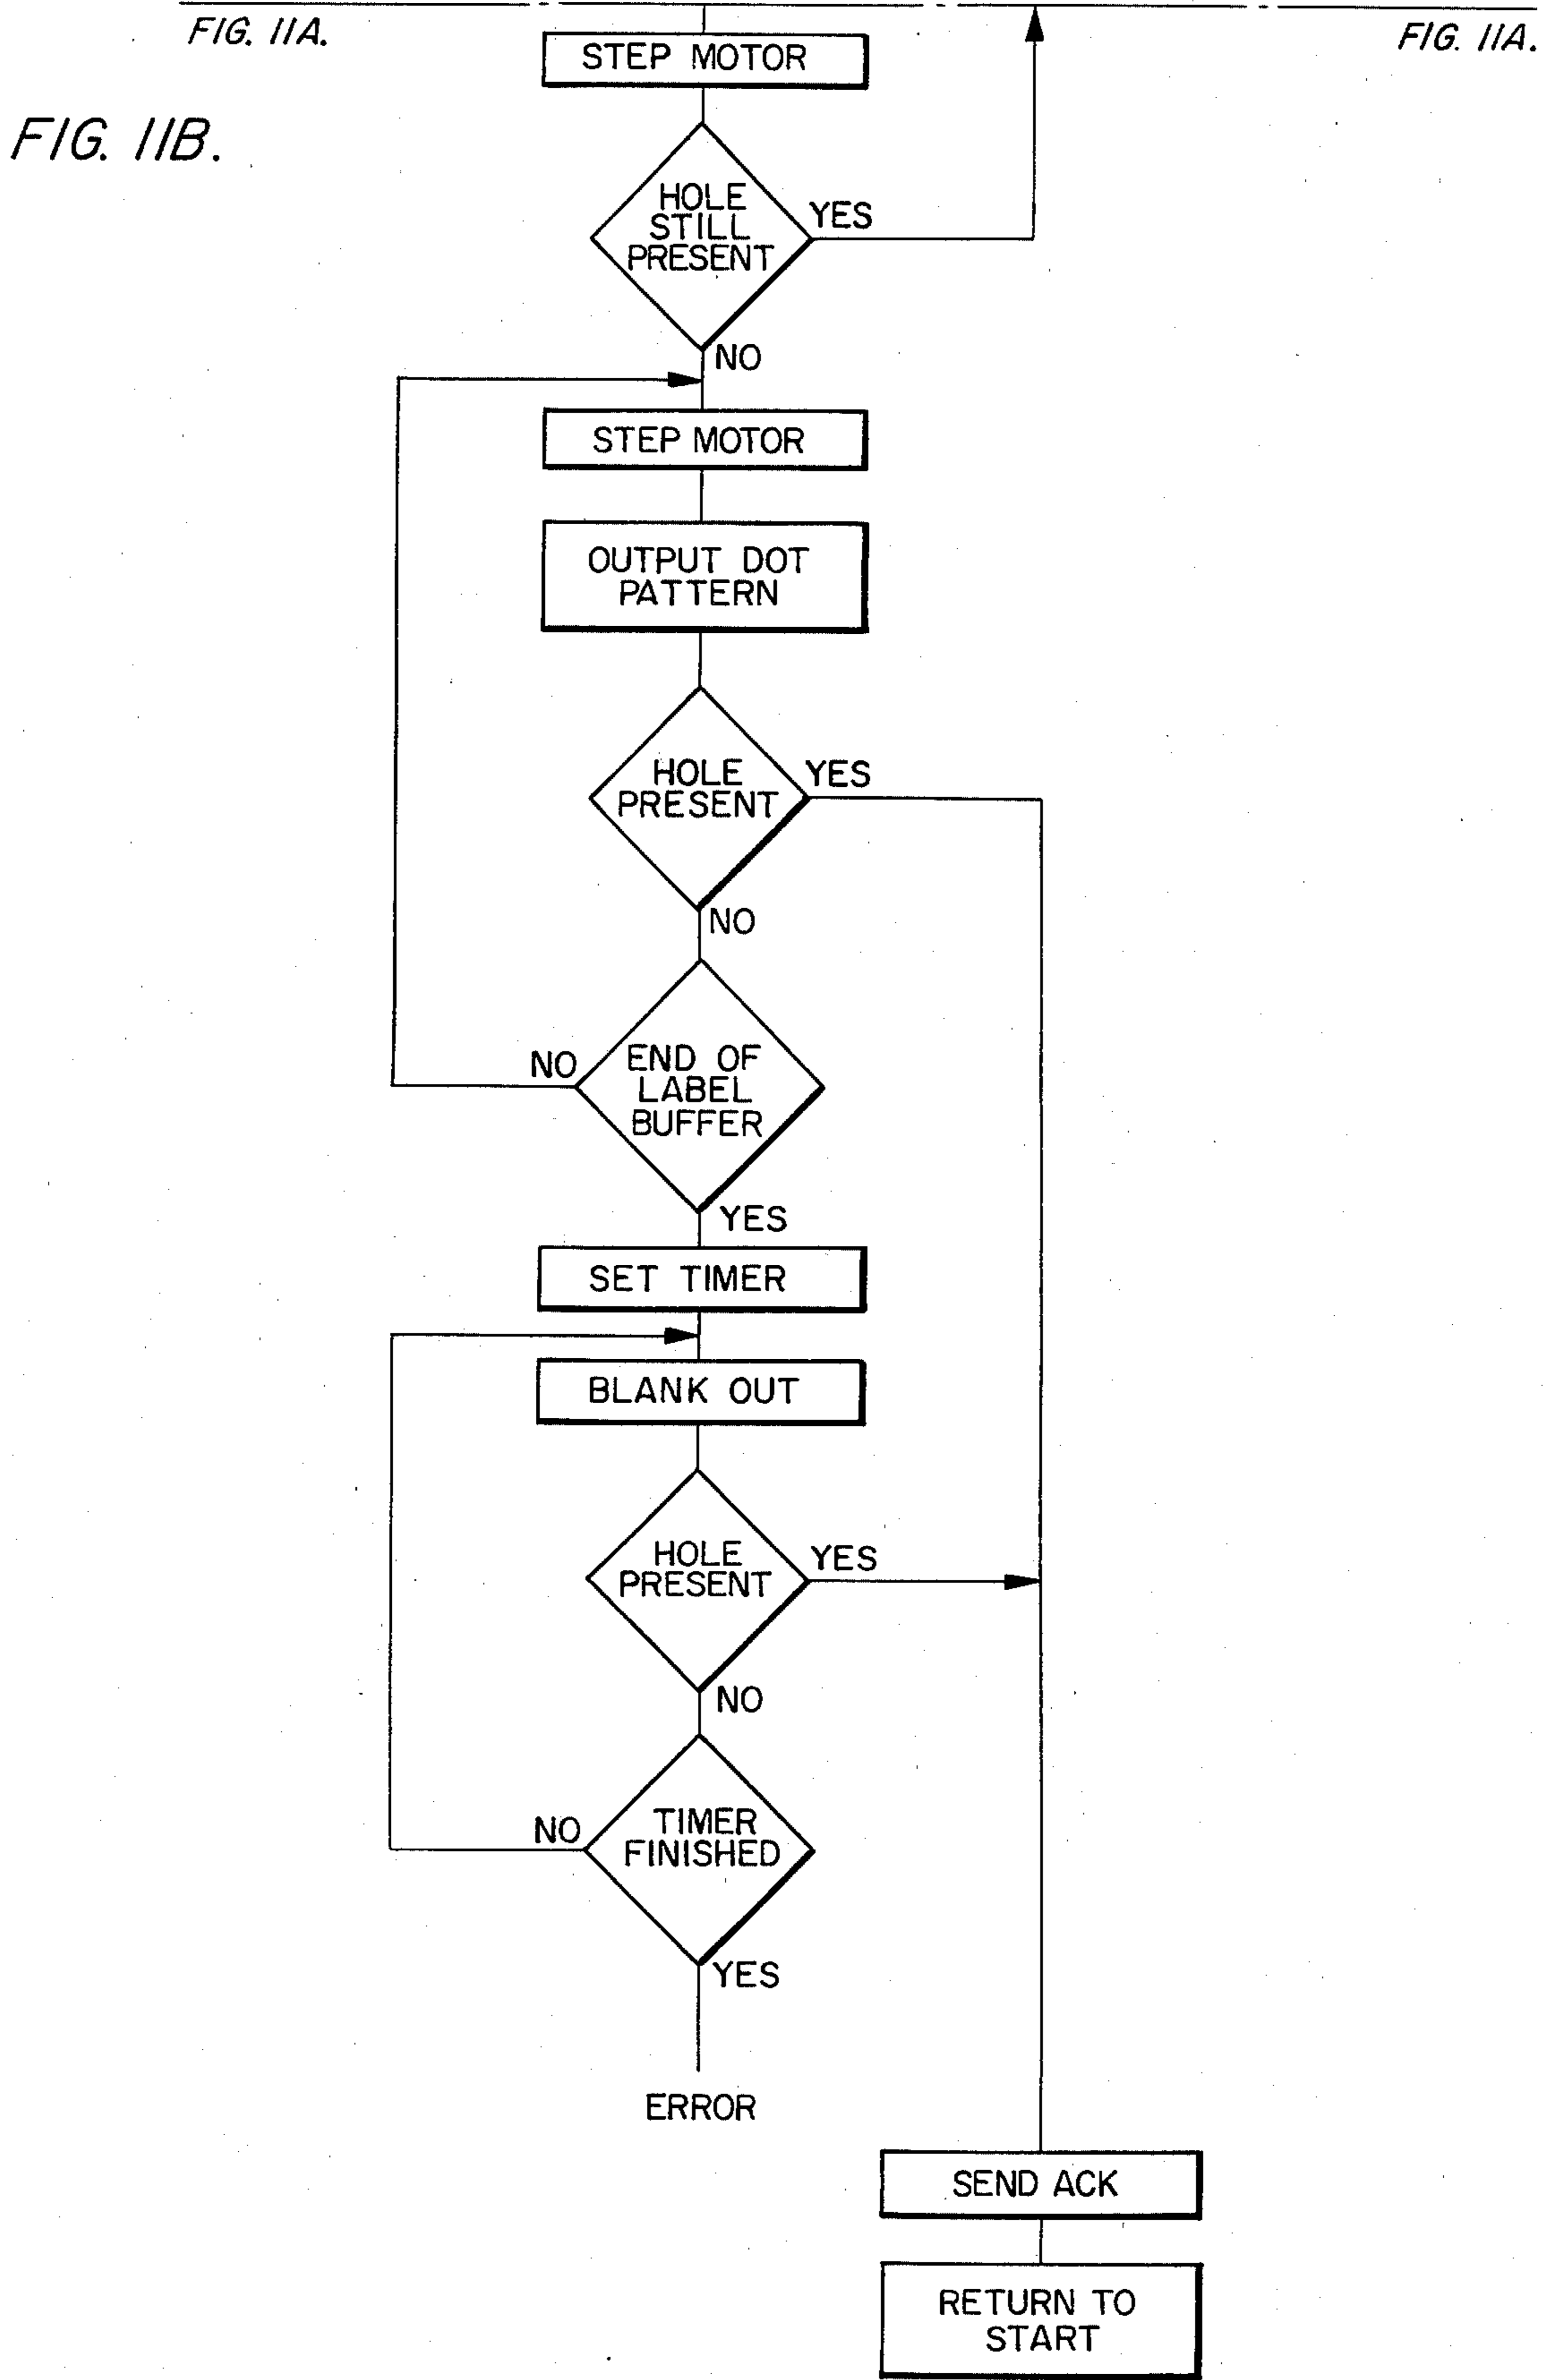 FIG. 11A.
FIG. 11A.
STEP MOTOR
FIG. 11B.
HOLE
STILL
PRESENT
YES
NO
STEP MOTOR
OUTPUT DOT
PATTERN
HOLE
PRESENT
YES
NO
END OF
LABEL
BUFFER
NO
YES
SET TIMER
BLANK OUT
HOLE
PRESENT
YES
NO
TIMER
FINISHED
NO
YES
ERROR
SEND ACK
RETURN TO
START